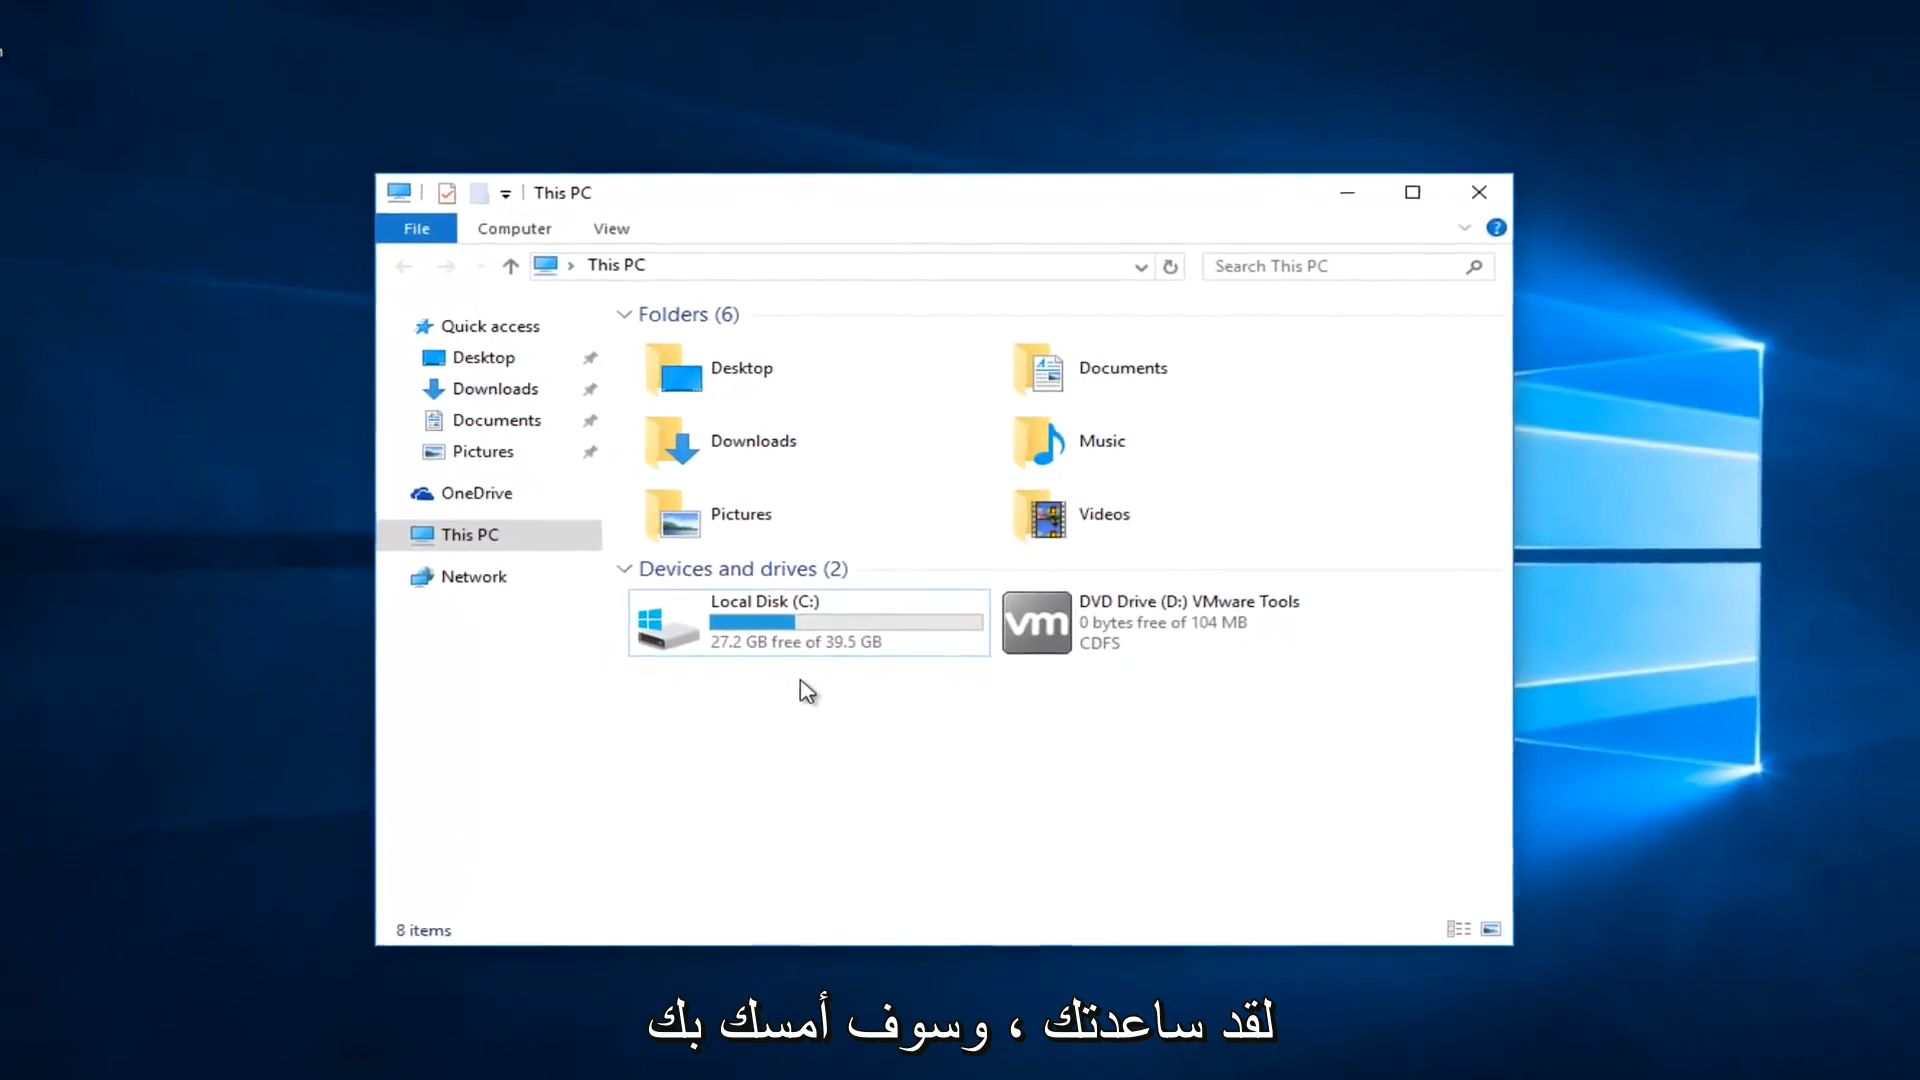 This PC
File
Computer
View
?
This PC
Search This PC
Quick access
Desktop
Downloads
Documents
Pictures
OneDrive
This PC
Network
Folders (6)
Desktop
Documents
Downloads
Music
Pictures
Videos
Devices and drives (2)
Local Disk (C:)
27.2 GB free of 39.5 GB
vm
DVD Drive (D:) VMware Tools
0 bytes free of 104 MB
CDFS
8 items
لقد ساعدتك ، وسوف أمسك بك